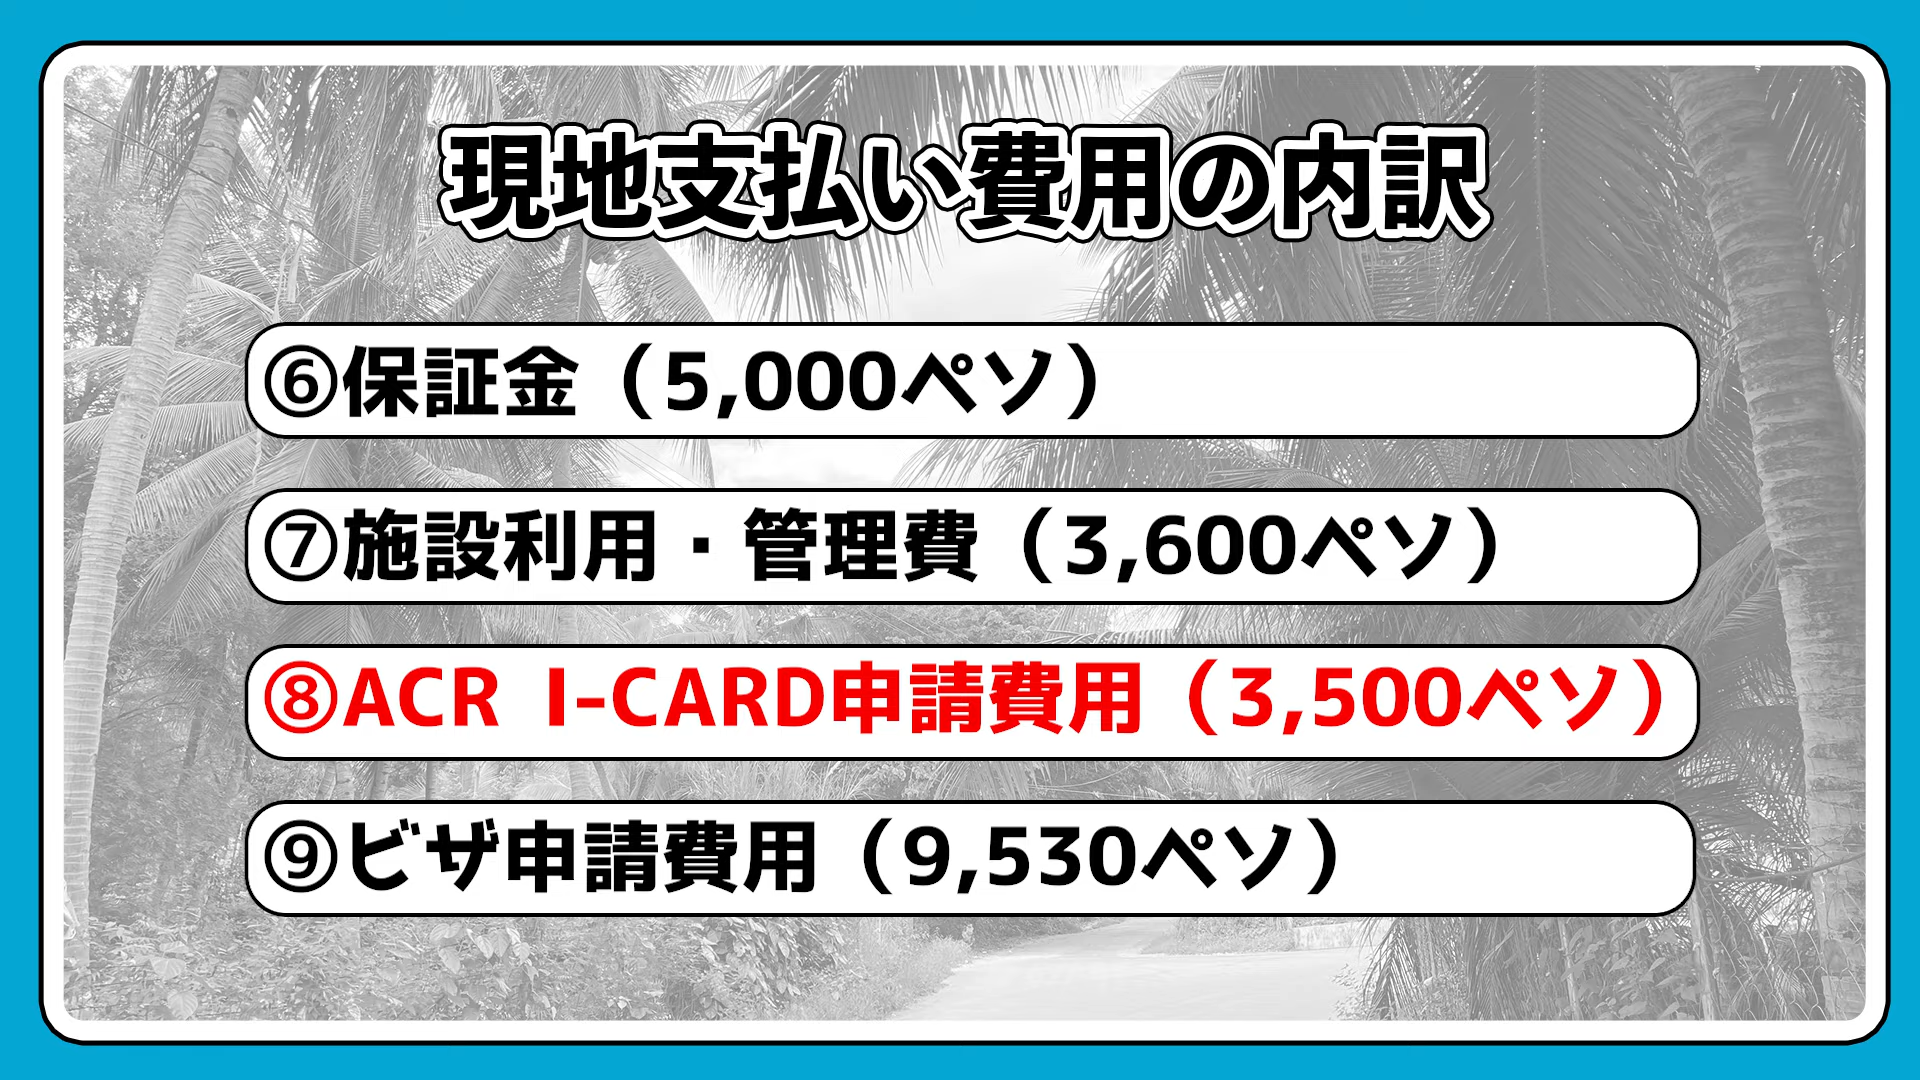 現地支払い費用の内訳
⑥保証金（5,000ペソ）
⑦施設利用・管理費（3,600ペソ）
⑧ACR I-CARD申請費用（3,500ペソ）
⑨ビザ申請費用（9,530ペソ）